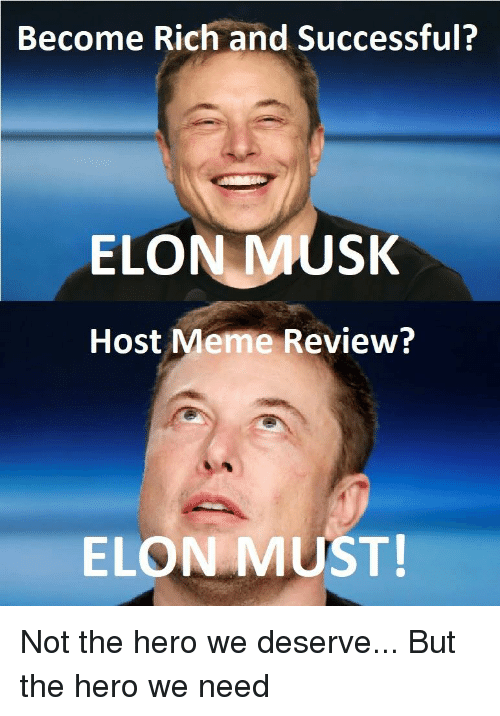 Become Rich and Successful?
ELON MUSK
Host Meme Review?
ELON MUST!
Not the hero we deserve... But
the hero we need